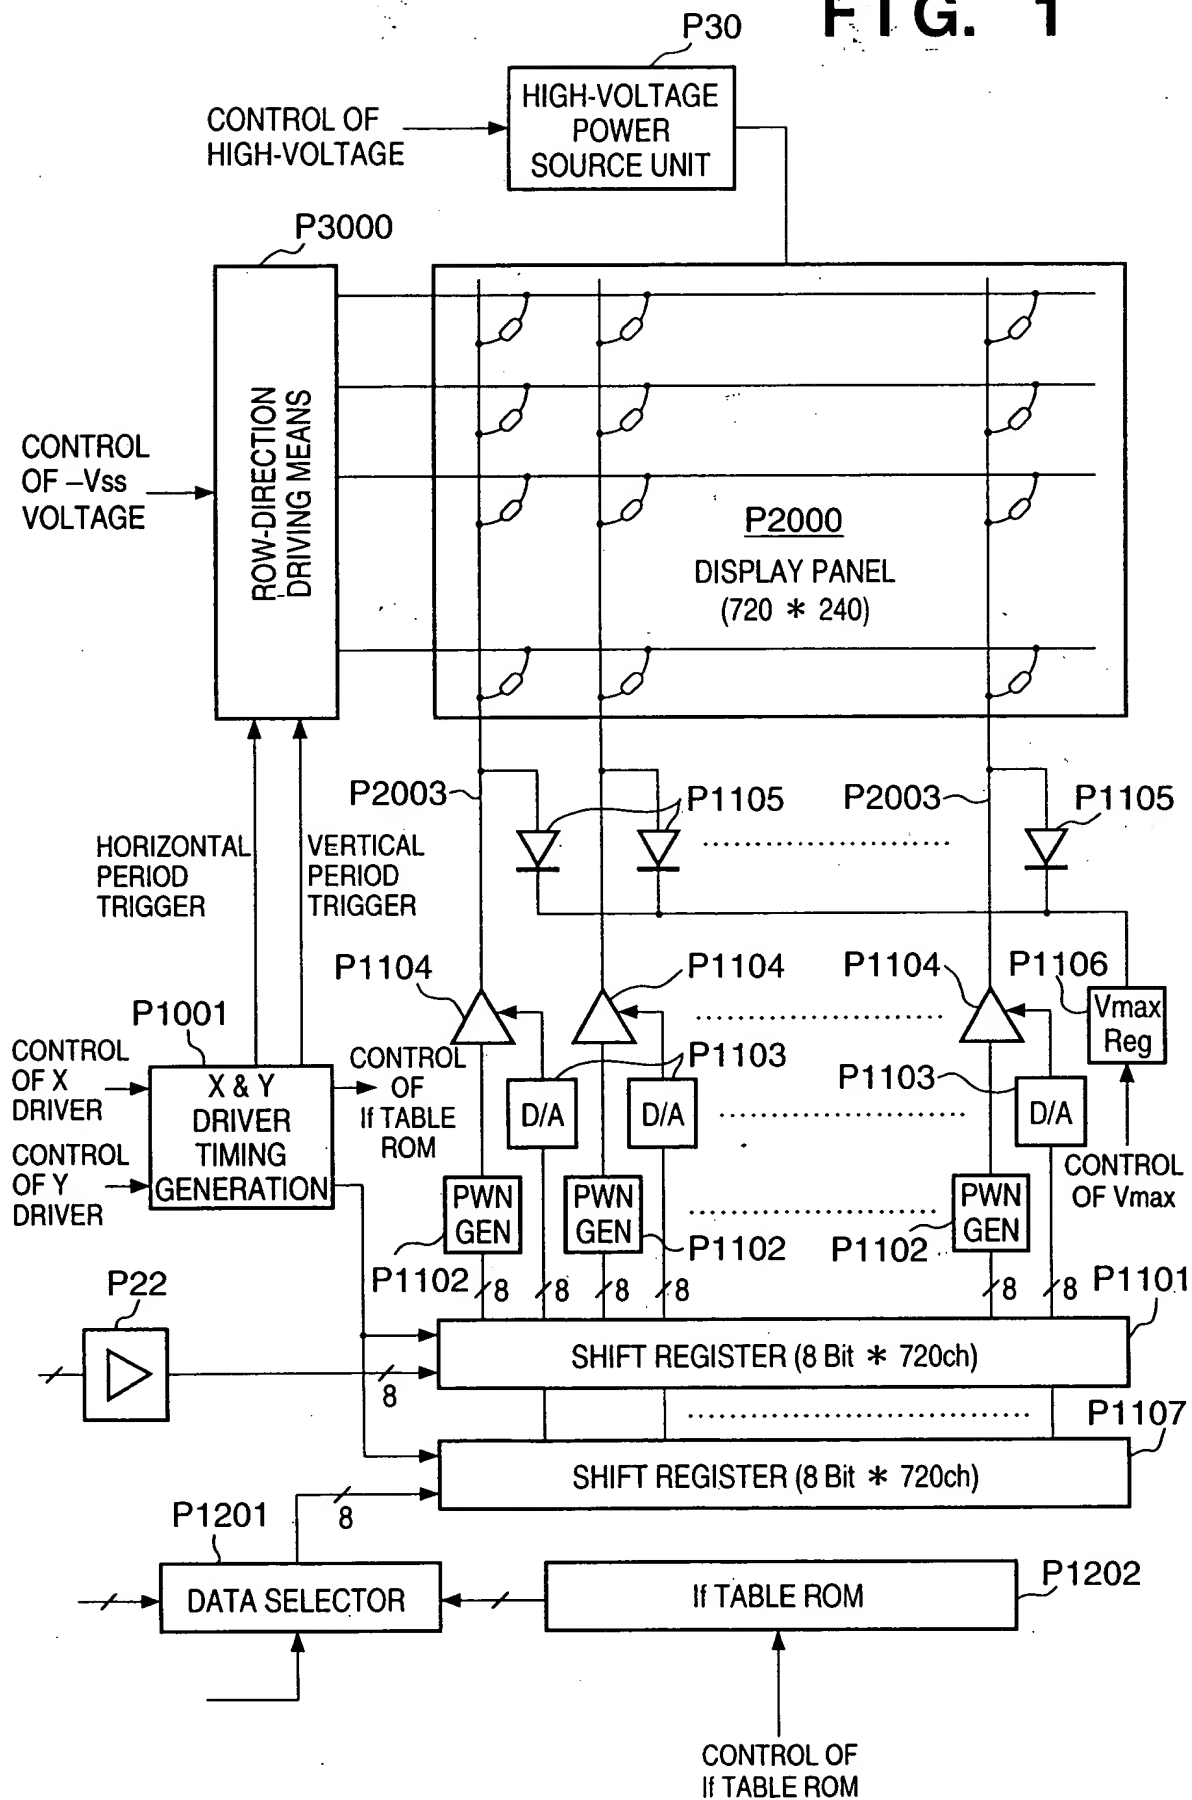 FIG. 1
P30
HIGH-VOLTAGE
POWER
SOURCE UNIT
CONTROL OF
HIGH-VOLTAGE
P3000
ROW-DIRECTION
DRIVING MEANS
CONTROL
OF –Vss
VOLTAGE
P2000
DISPLAY PANEL
(720 * 240)
P2003
P1105
P2003
P1105
HORIZONTAL
PERIOD
TRIGGER
VERTICAL
PERIOD
TRIGGER
P1104
P1104
P1104
P1106
Vmax
Reg
P1001
CONTROL
OF X
DRIVER
X & Y
DRIVER
TIMING
GENERATION
CONTROL
OF
If TABLE
ROM
P1103
P1103
D/A
D/A
D/A
CONTROL
OF Y
DRIVER
CONTROL
OF Vmax
PWN
GEN
PWN
GEN
PWN
GEN
P1102
P1102
P1102
8
8
8
8
8
8
P1101
P22
SHIFT REGISTER (8 Bit * 720ch)
8
P1107
SHIFT REGISTER (8 Bit * 720ch)
8
P1201
DATA SELECTOR
If TABLE ROM
P1202
CONTROL OF
If TABLE ROM